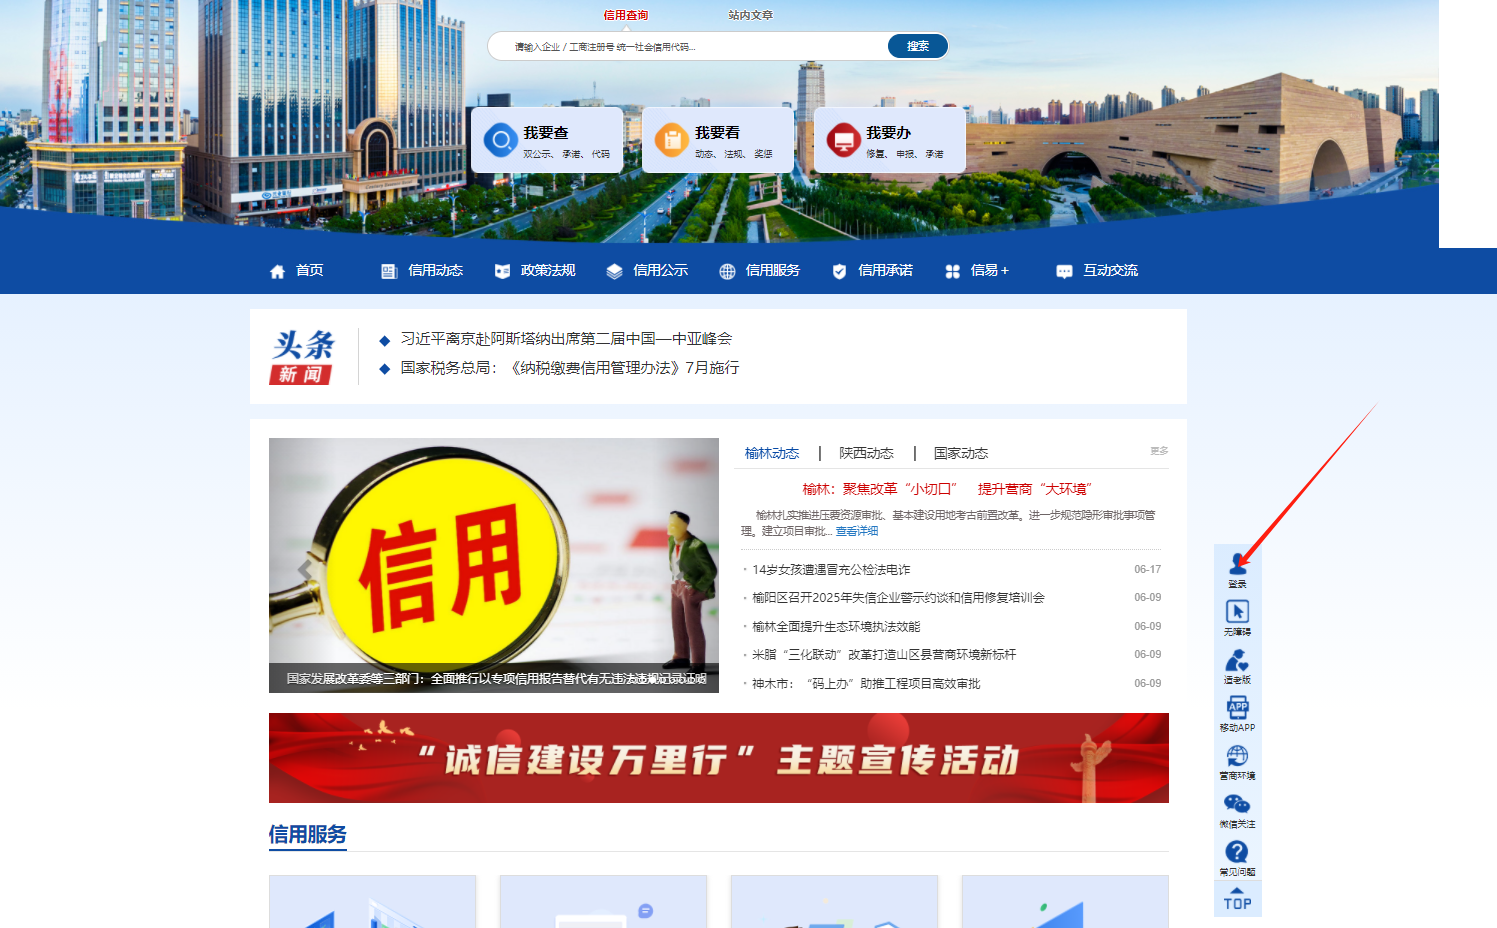 信用查询
站内文章
请输入企业 / 工商注册号 统一社会信用代码...
搜索
我要查
双公示、 承诺、 代码
我要看
动态、 法规、 奖惩
我要办
修复、 申报、 承诺
首页
信用动态
政策法规
信用公示
信用服务
信用承诺
信易 +
互动交流
头条
新闻
习近平离京赴阿斯塔纳出席第二届中国—中亚峰会
国家税务总局：《纳税缴费信用管理办法》7月施行
信用
国家发展改革委等三部门：全面推行以专项信用报告替代有无违法违规记录证明
榆林动态 | 陕西动态 | 国家动态
更多
榆林：聚焦改革“小切口” 提升营商“大环境”
榆林扎实推进压覆资源审批、基本建设用地考古前置改革。进一步规范隐形审批事项管
理。建立项目审批... 查看详细
14岁女孩遭遇冒充公检法电诈 06-17
榆阳区召开2025年失信企业警示约谈和信用修复培训会 06-09
榆林全面提升生态环境执法效能 06-09
米脂“三化联动”改革打造山区县营商环境新标杆 06-09
神木市：“码上办”助推工程项目高效审批 06-09
“诚信建设万里行”主题宣传活动
信用服务
登录
无障碍
适老版
APP
移动APP
营商环境
微信关注
常见问题
TOP